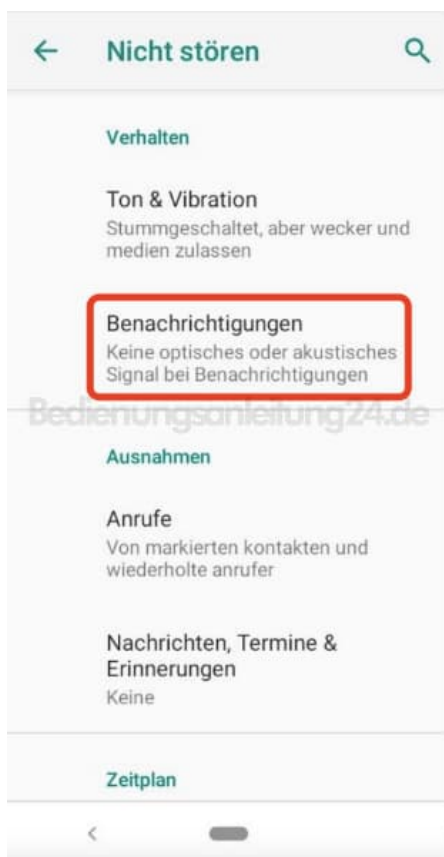 Nicht stören
Verhalten
Ton & Vibration
Stummgeschaltet, aber wecker und
medien zulassen
Benachrichtigungen
Keine optisches oder akustisches
Signal bei Benachrichtigungen
Bedienungsanleitung24.de
Ausnahmen
Anrufe
Von markierten kontakten und
wiederholte anrufer
Nachrichten, Termine &
Erinnerungen
Keine
Zeitplan